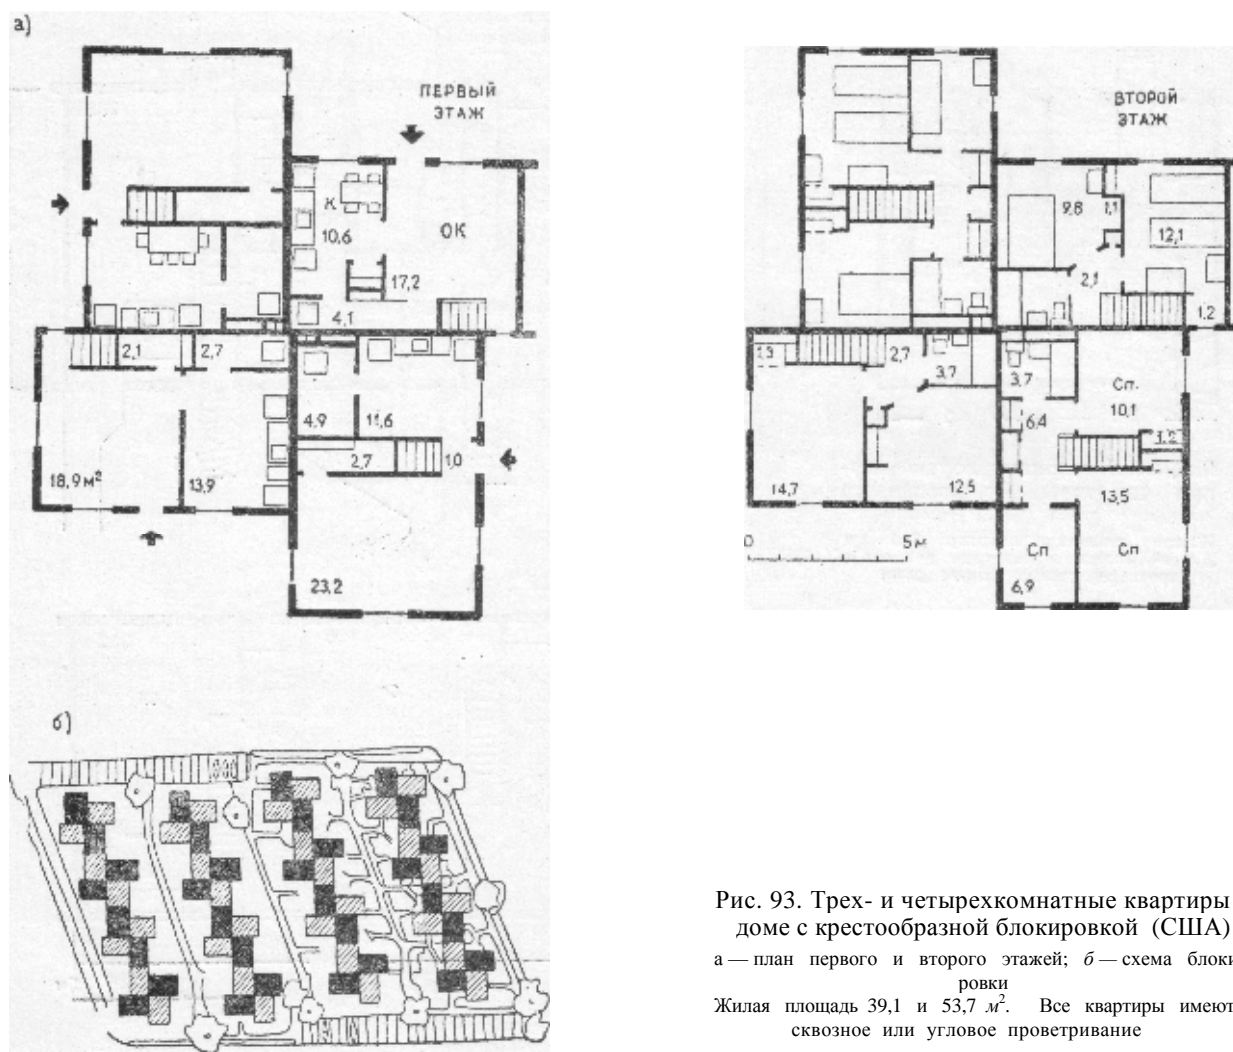 а)
ПЕРВЫЙ
ЭТАЖ
К
10,6
ОК
17,2
4,1
2,1
2,7
4,9
11,6
2,7
1,0
18,9 м²
13,9
23,2
ВТОРОЙ
ЭТАЖ
9,8
1,1
12,1
2,1
1,2
1,3
2,7
3,7
3,7
Сп.
10,1
6,4
1,2
14,7
12,5
13,5
0
5м
Сп
Сп
6,9
б)
Рис. 93. Трех- и четырехкомнатные квартиры
доме с крестообразной блокировкой (США)
а — план первого и второго этажей; б — схема блоки
ровки
Жилая площадь 39,1 и 53,7 м². Все квартиры имеют
сквозное или угловое проветривание